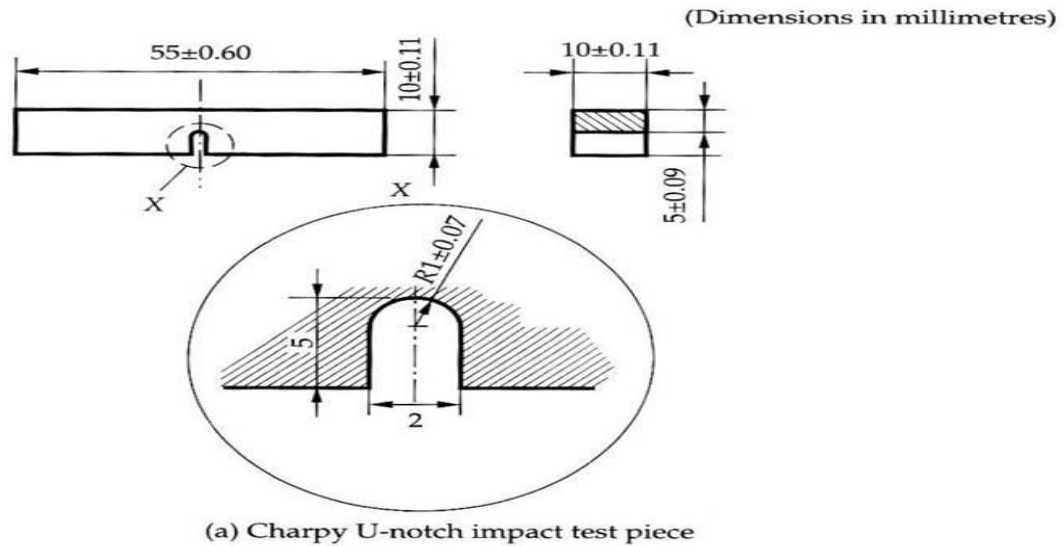 (Dimensions in millimetres)
55±0.60
10±0.11
10±0.11
5±0.09
X
X
R1±0.07
5
2
(a) Charpy U-notch impact test piece